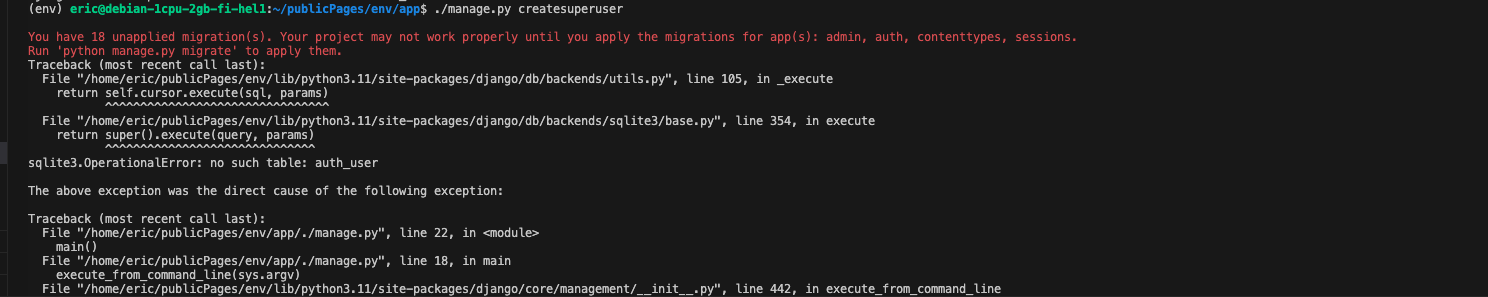 (env) eric@debian-1cpu-2gb-fi-hel1:~/publicPages/env/app$ ./manage.py createsuperuser
You have 18 unapplied migration(s). Your project may not work properly until you apply the migrations for app(s): admin, auth, contenttypes, sessions.
Run 'python manage.py migrate' to apply them.
Traceback (most recent call last):
  File "/home/eric/publicPages/env/lib/python3.11/site-packages/django/db/backends/utils.py", line 105, in _execute
    return self.cursor.execute(sql, params)
           ^^^^^^^^^^^^^^^^^^^^^^^^^^^^^^^^
  File "/home/eric/publicPages/env/lib/python3.11/site-packages/django/db/backends/sqlite3/base.py", line 354, in execute
    return super().execute(query, params)
           ^^^^^^^^^^^^^^^^^^^^^^^^^^^^^^
sqlite3.OperationalError: no such table: auth_user
The above exception was the direct cause of the following exception:
Traceback (most recent call last):
  File "/home/eric/publicPages/env/app/./manage.py", line 22, in <module>
    main()
  File "/home/eric/publicPages/env/app/./manage.py", line 18, in main
    execute_from_command_line(sys.argv)
  File "/home/eric/publicPages/env/lib/python3.11/site-packages/django/core/management/__init__.py", line 442, in execute_from_command_line